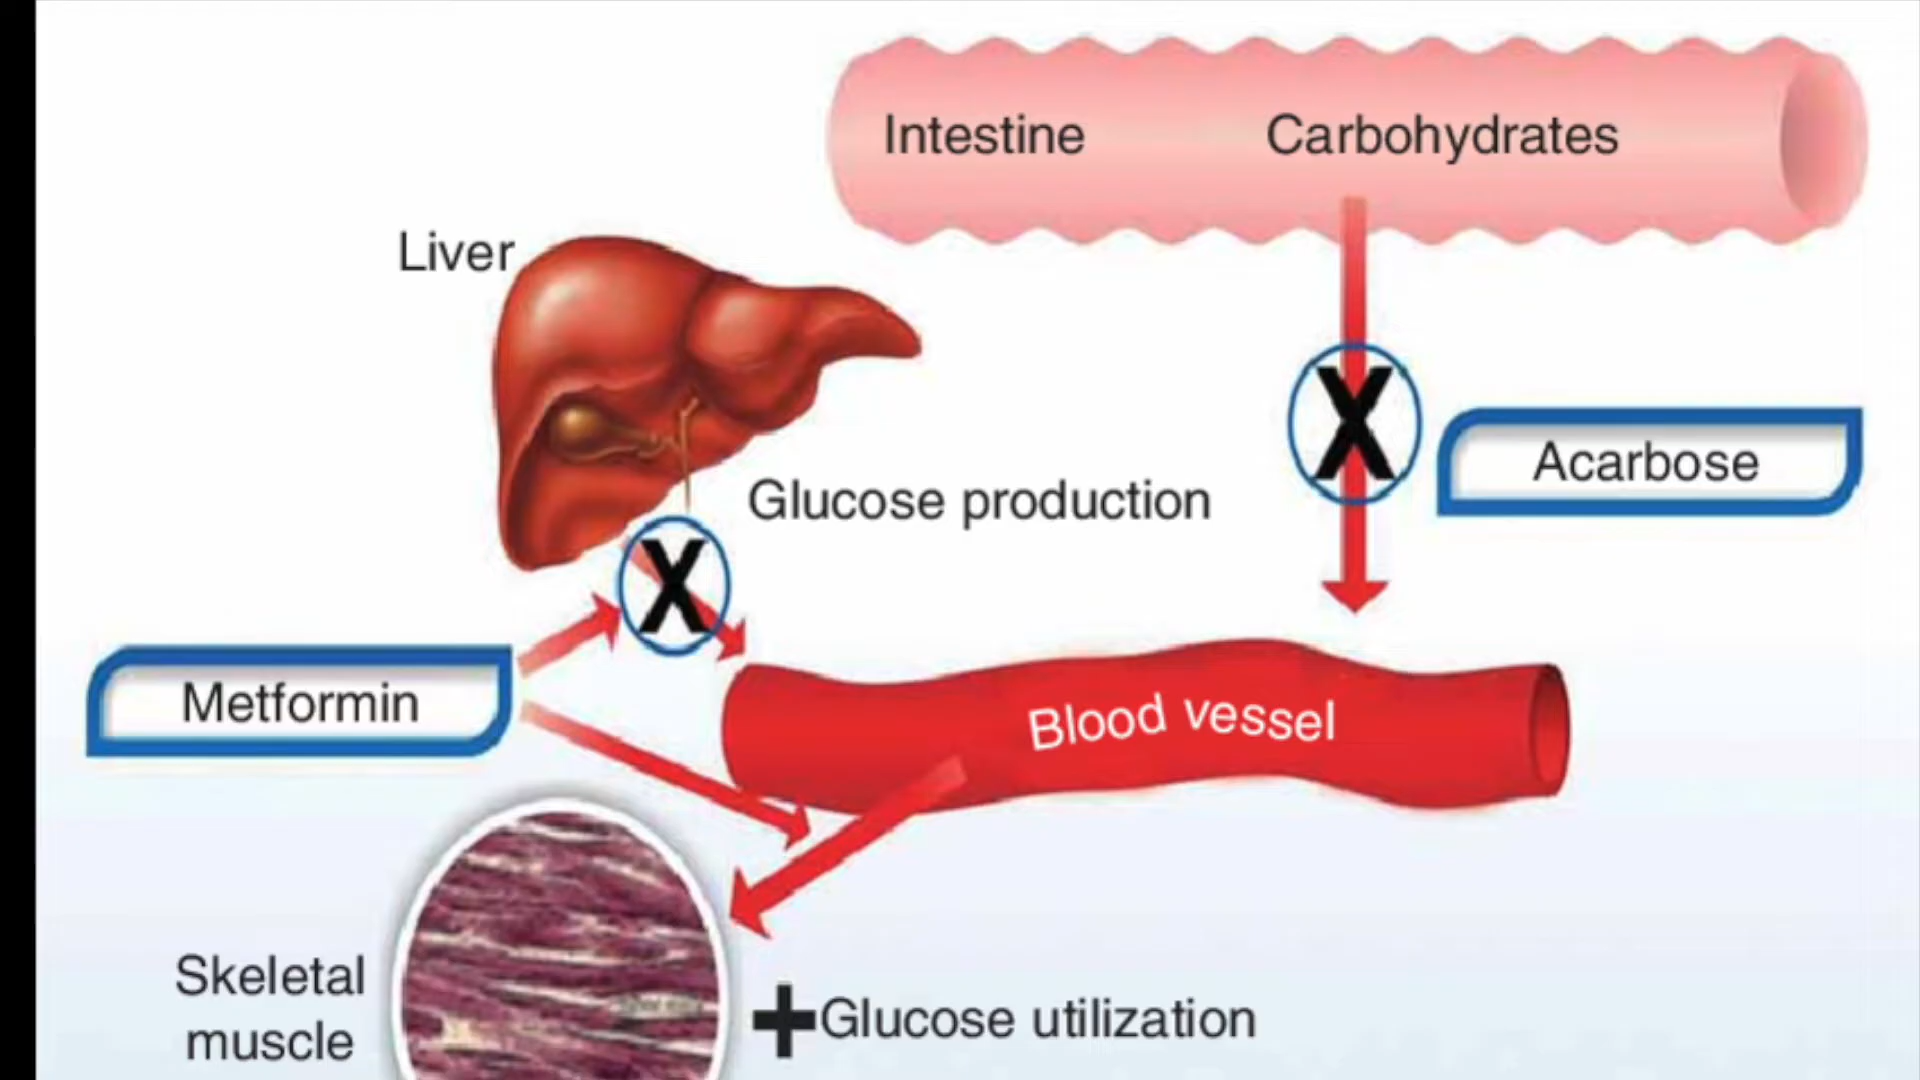 Intestine Carbohydrates
Liver
X
Acarbose
Glucose production
X
Metformin
Blood vessel
Skeletal
muscle
+Glucose utilization